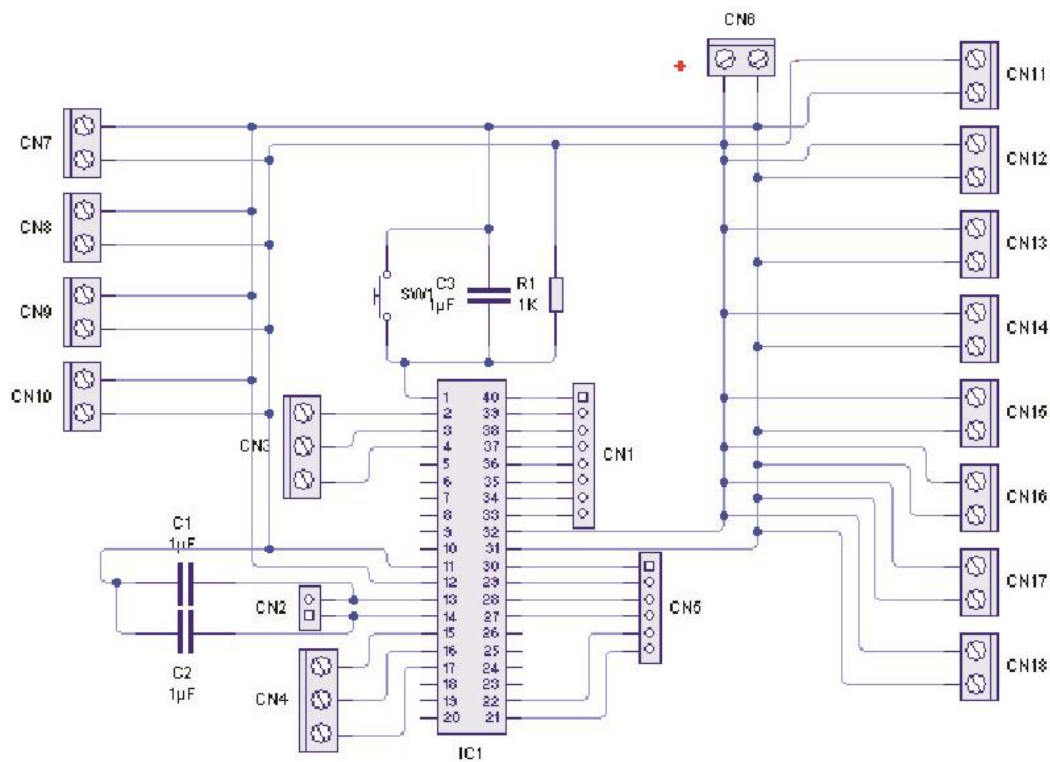 CN6
+
CN11
CN7
CN12
CN8
CN13
SW1
C3
1µF
R1
1K
CN9
CN14
CN10
CN3
1 40
2 39
3 38
4 37
5 36
6 35
7 34
8 33
9 32
10 31
11 30
12 29
13 28
14 27
15 26
16 25
17 24
18 23
19 22
20 21
IC1
CN1
CN15
CN16
C1
1µF
CN2
CN5
CN17
C2
1µF
CN4
CN18